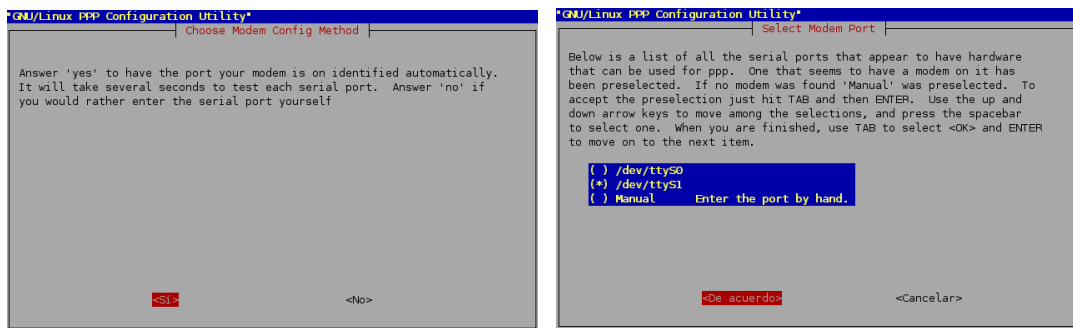 "GNU/Linux PPP Configuration Utility"
Choose Modem Config Method
Answer 'yes' to have the port your modem is on identified automatically.
It will take several seconds to test each serial port.  Answer 'no' if
you would rather enter the serial port yourself
<Sí>  <No>
"GNU/Linux PPP Configuration Utility"
Select Modem Port
Below is a list of all the serial ports that appear to have hardware
that can be used for ppp.  One that seems to have a modem on it has
been preselected.  If no modem was found 'Manual' was preselected.  To
accept the preselection just hit TAB and then ENTER.  Use the up and
down arrow keys to move among the selections, and press the spacebar
to select one.  When you are finished, use TAB to select <OK> and ENTER
to move on to the next item.
( ) /dev/ttyS0
(*) /dev/ttyS1
( ) Manual  Enter the port by hand.
<De acuerdo>  <Cancelar>